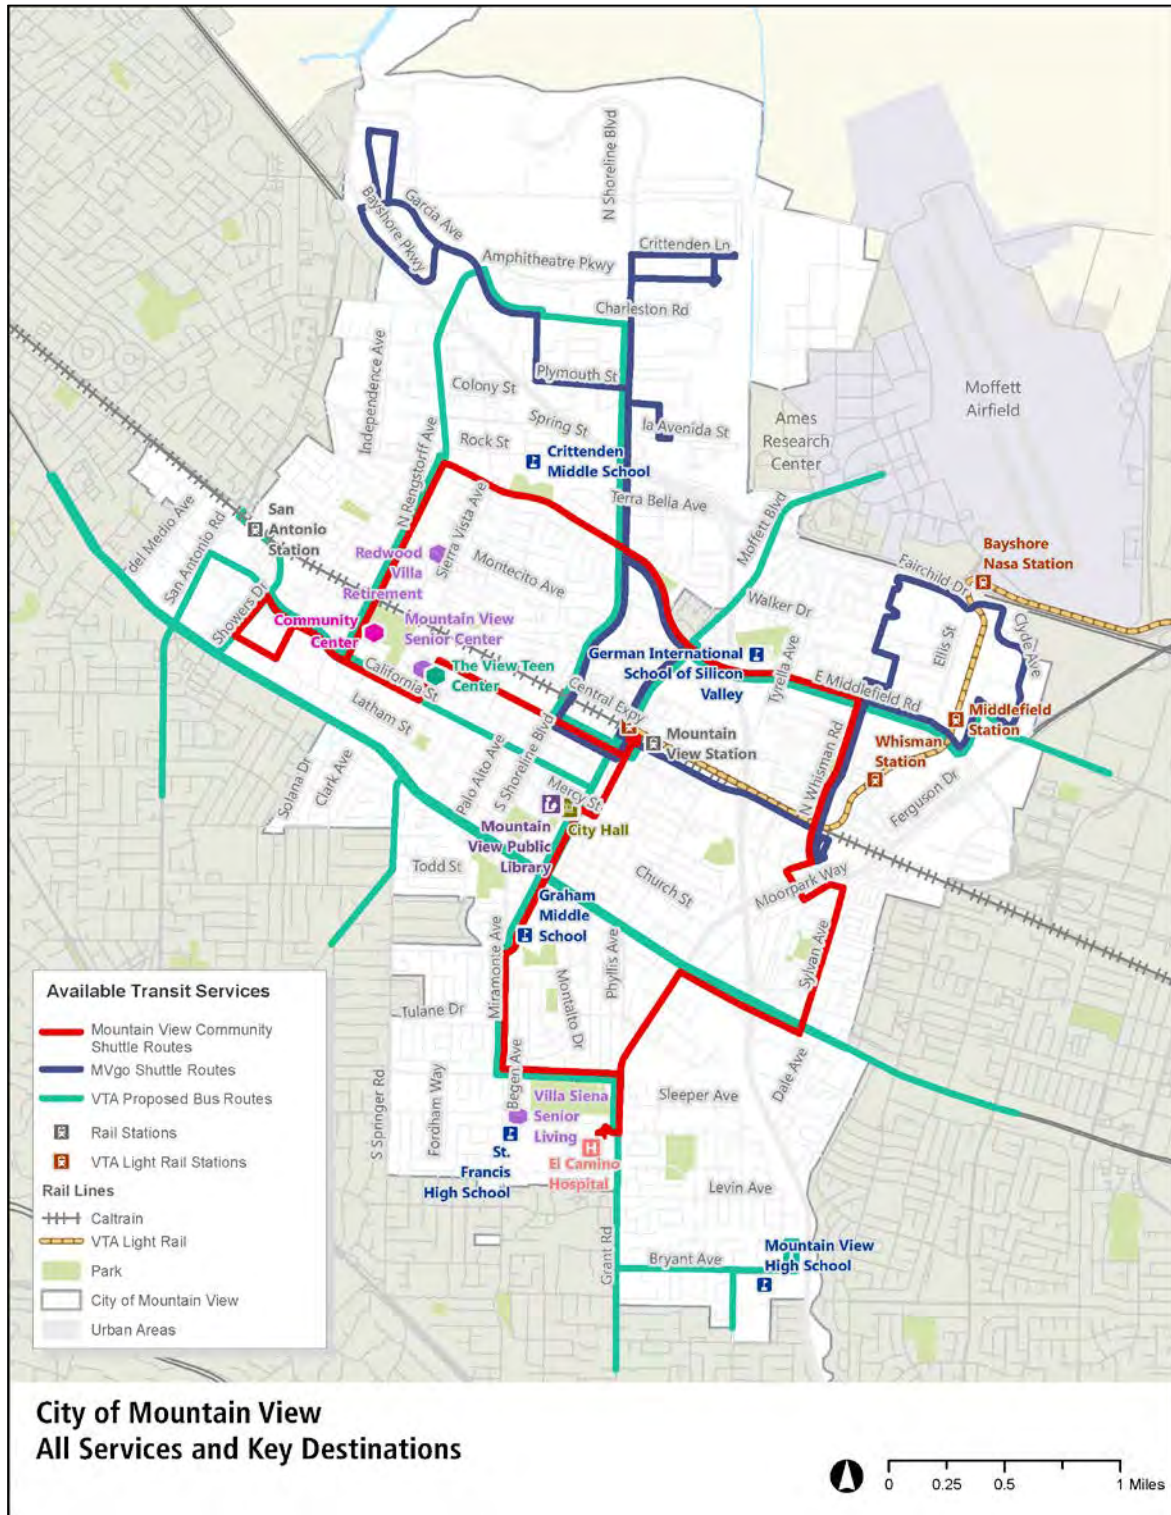 N Shoreline Blvd
Garcia Ave
Bayshore Pkwy
Crittenden Ln
Amphitheatre Pkwy
Charleston Rd
Independence Ave
Plymouth St
Colony St
Moffett
Airfield
Spring St
la Avenida St
Ames
Research
Center
Rock St
N Rengstorff Ave
Crittenden
Middle School
Sierra Vista Ave
Terra Bella Ave
del Medio Ave
San Antonio Rd
San
Antonio
Station
Moffett Blvd
Bayshore
Nasa Station
Redwood
Villa
Retirement
Montecito Ave
Fairchild Dr
Walker Dr
Showers Dr
Community
Center
Mountain View
Senior Center
Ellis St
Clyde Ave
German International
School of Silicon
Valley
Tyrella Ave
The View Teen
Center
California St
E Middlefield Rd
Central Expy
Latham St
Middlefield
Station
Mountain
View Station
Whisman
Station
N Whisman Rd
Solana Dr
Clark Ave
Palo Alto Ave
S Shoreline Blvd
Mercy St
Ferguson Dr
City Hall
Mountain
View Public
Library
Todd St
Church St
Moorpark Way
Graham
Middle
School
Miramonte Ave
Phyllis Ave
Sylvan Ave
Montalto Dr
Tulane Dr
Begen Ave
Dale Ave
S Springer Rd
Fordham Way
Sleeper Ave
Villa Siena
Senior
Living
St.
Francis
High School
El Camino
Hospital
Levin Ave
Grant Rd
Bryant Ave
Mountain View
High School
Available Transit Services
Mountain View Community
Shuttle Routes
MVgo Shuttle Routes
VTA Proposed Bus Routes
Rail Stations
VTA Light Rail Stations
Rail Lines
Caltrain
VTA Light Rail
Park
City of Mountain View
Urban Areas
City of Mountain View
All Services and Key Destinations
0 0.25 0.5 1 Miles